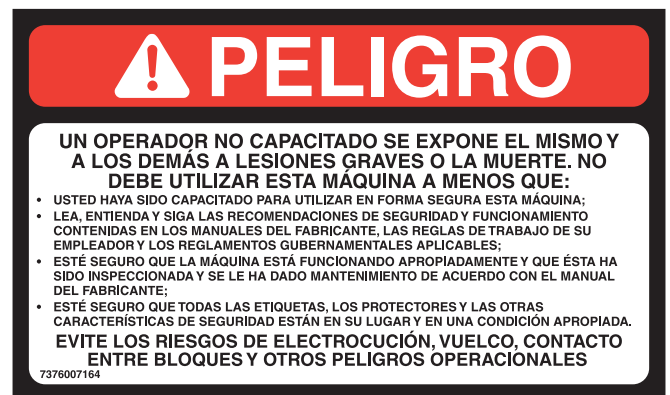 PELIGRO
UN OPERADOR NO CAPACITADO SE EXPONE EL MISMO Y
A LOS DEMÁS A LESIONES GRAVES O LA MUERTE. NO
DEBE UTILIZAR ESTA MÁQUINA A MENOS QUE:
• USTED HAYA SIDO CAPACITADO PARA UTILIZAR EN FORMA SEGURA ESTA MÁQUINA;
• LEA, ENTIENDA Y SIGA LAS RECOMENDACIONES DE SEGURIDAD Y FUNCIONAMIENTO
CONTENIDAS EN LOS MANUALES DEL FABRICANTE, LAS REGLAS DE TRABAJO DE SU
EMPLEADOR Y LOS REGLAMENTOS GUBERNAMENTALES APLICABLES;
• ESTÉ SEGURO QUE LA MÁQUINA ESTÁ FUNCIONANDO APROPIADAMENTE Y QUE ÉSTA HA
SIDO INSPECCIONADA Y SE LE HA DADO MANTENIMIENTO DE ACUERDO CON EL MANUAL
DEL FABRICANTE;
• ESTÉ SEGURO QUE TODAS LAS ETIQUETAS, LOS PROTECTORES Y LAS OTRAS
CARACTERÍSTICAS DE SEGURIDAD ESTÁN EN SU LUGAR Y EN UNA CONDICIÓN APROPIADA.
EVITE LOS RIESGOS DE ELECTROCUCIÓN, VUELCO, CONTACTO
ENTRE BLOQUES Y OTROS PELIGROS OPERACIONALES
7376007164